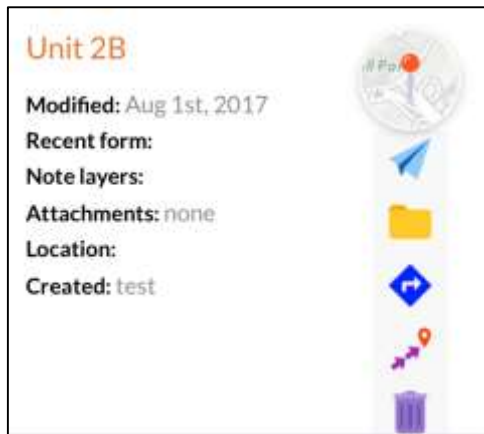 Unit 2B
Modified: Aug 1st, 2017
Recent form:
Note layers:
Attachments: none
Location:
Created: test